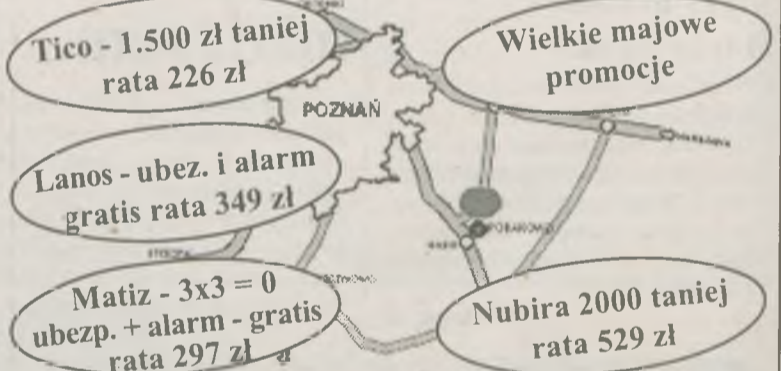 Tico - 1.500 zł taniej
rata 226 zł
Wielkie majowe
promocje
POZNAŃ
Lanos - ubez. i alarm
gratis rata 349 zł
Matiz - 3x3 = 0
ubezp. + alarm - gratis
rata 297 zł
Nubira 2000 taniej
rata 529 zł